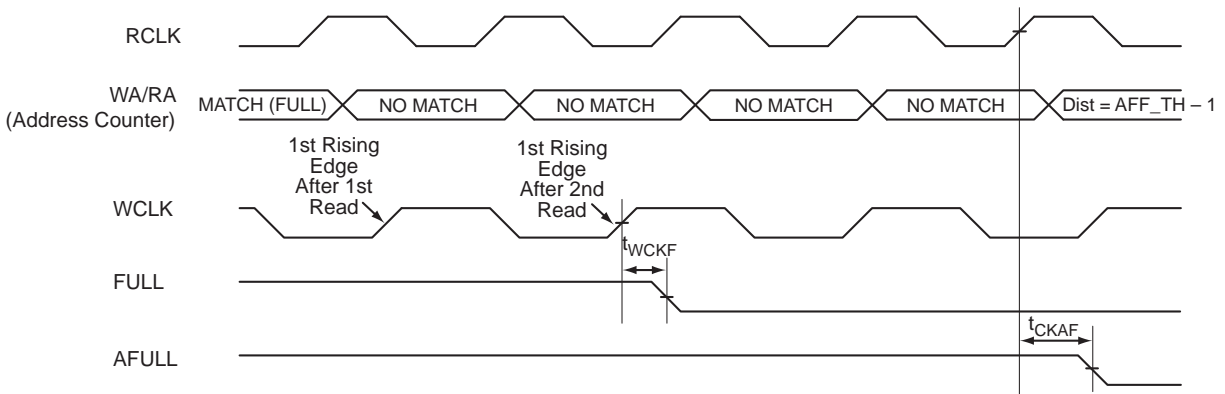 RCLK
WA/RA
(Address Counter)
MATCH (FULL)
NO MATCH
NO MATCH
NO MATCH
NO MATCH
Dist = AFF_TH – 1
1st Rising
Edge
After 1st
Read
1st Rising
Edge
After 2nd
Read
WCLK
tWCKF
FULL
tCKAF
AFULL